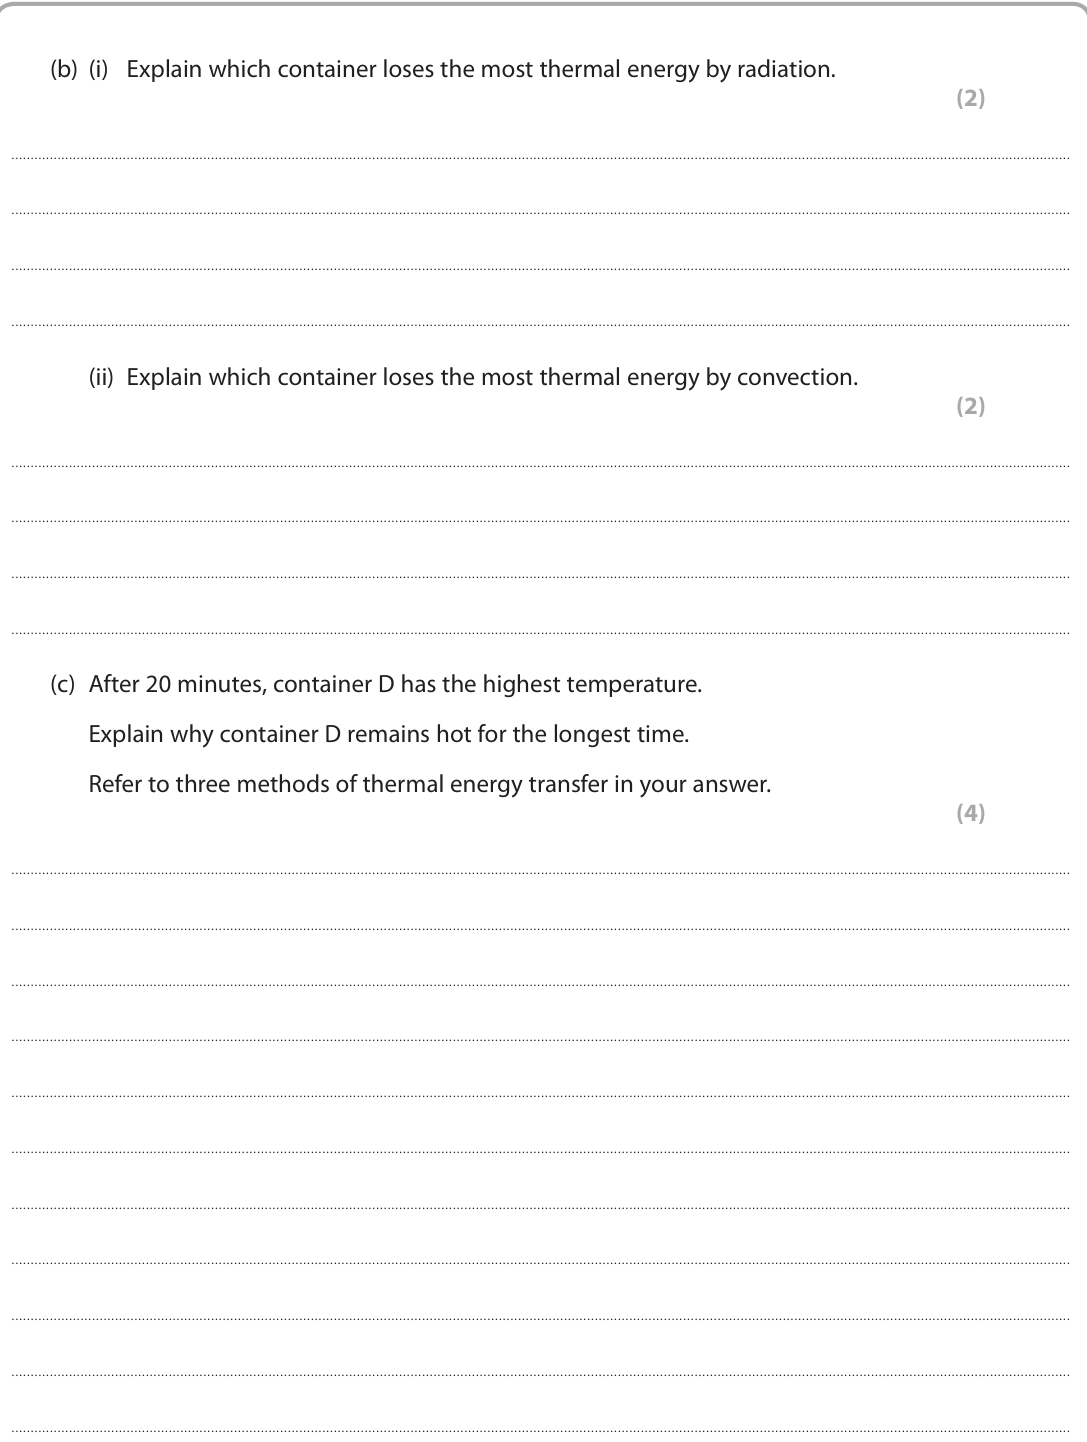 (b) (i) Explain which container loses the most thermal energy by radiation.
(2)
(ii) Explain which container loses the most thermal energy by convection.
(2)
(c) After 20 minutes, container D has the highest temperature.
Explain why container D remains hot for the longest time.
Refer to three methods of thermal energy transfer in your answer.
(4)